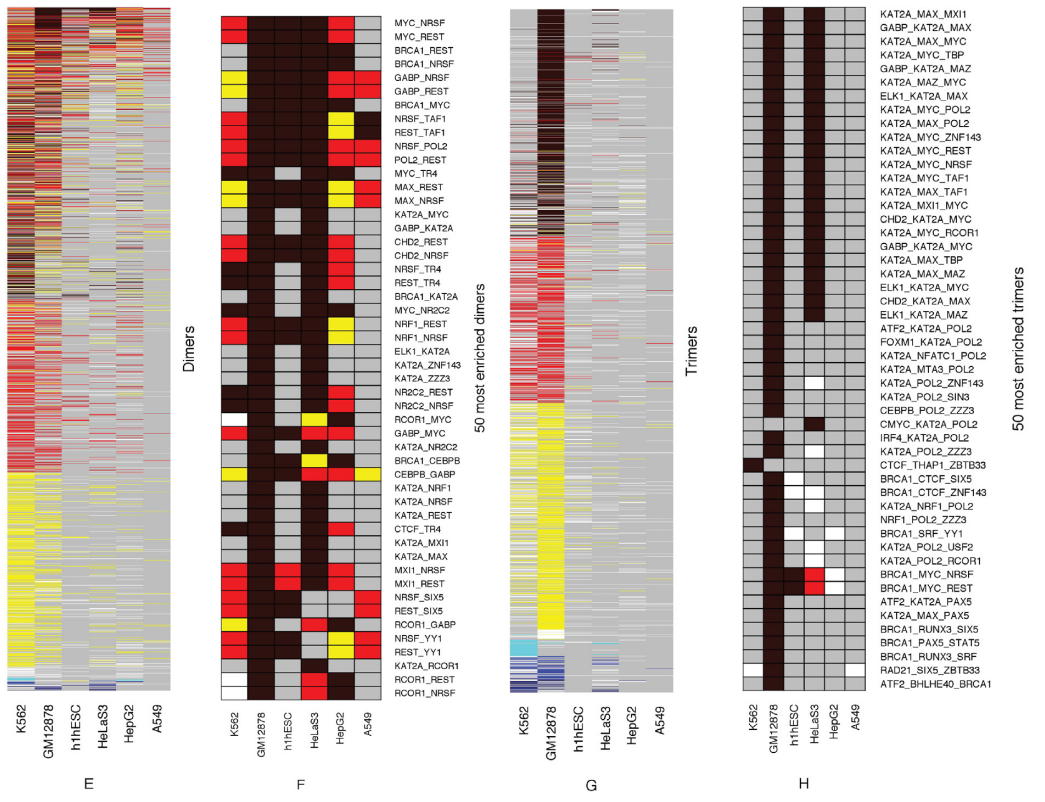 MYC_NRSF
MYC_REST
BRCA1_REST
BRCA1_NRSF
GABP_NRSF
GABP_REST
BRCA1_MYC
NRSF_TAF1
REST_TAF1
NRSF_POL2
POL2_REST
MYC_TR4
MAX_REST
MAX_NRSF
KAT2A_MYC
GABP_KAT2A
CHD2_REST
CHD2_NRSF
NRSF_TR4
REST_TR4
BRCA1_KAT2A
MYC_NR2C2
NRF1_REST
NRF1_NRSF
ELK1_KAT2A
KAT2A_ZNF143
KAT2A_ZZZ3
NR2C2_REST
NR2C2_NRSF
RCOR1_MYC
GABP_MYC
KAT2A_NR2C2
BRCA1_CEBPB
CEBPB_GABP
KAT2A_NRF1
KAT2A_NRSF
KAT2A_REST
CTCF_TR4
KAT2A_MXI1
KAT2A_MAX
MXI1_NRSF
MXI1_REST
NRSF_SIX5
REST_SIX5
RCOR1_GABP
NRSF_YY1
REST_YY1
KAT2A_RCOR1
RCOR1_REST
RCOR1_NRSF
KAT2A_MAX_MXI1
GABP_KAT2A_MAX
KAT2A_MAX_MYC
KAT2A_MYC_TBP
GABP_KAT2A_MAZ
KAT2A_MAZ_MYC
ELK1_KAT2A_MAX
KAT2A_MYC_POL2
KAT2A_MAX_POL2
KAT2A_MYC_ZNF143
KAT2A_MYC_REST
KAT2A_MYC_NRSF
KAT2A_MYC_TAF1
KAT2A_MAX_TAF1
KAT2A_MXI1_MYC
CHD2_KAT2A_MYC
KAT2A_MYC_RCOR1
GABP_KAT2A_MYC
KAT2A_MAX_TBP
KAT2A_MAX_MAZ
ELK1_KAT2A_MYC
CHD2_KAT2A_MAX
ELK1_KAT2A_MAZ
ATF2_KAT2A_POL2
FOXM1_KAT2A_POL2
KAT2A_NFATC1_POL2
KAT2A_MTA3_POL2
KAT2A_POL2_ZNF143
KAT2A_POL2_SIN3
CEBPB_POL2_ZZZ3
CMYC_KAT2A_POL2
IRF4_KAT2A_POL2
KAT2A_POL2_ZZZ3
CTCF_THAP1_ZBTB33
BRCA1_CTCF_SIX5
BRCA1_CTCF_ZNF143
KAT2A_NRF1_POL2
NRF1_POL2_ZZZ3
BRCA1_SRF_YY1
KAT2A_POL2_USF2
KAT2A_POL2_RCOR1
BRCA1_MYC_NRSF
BRCA1_MYC_REST
ATF2_KAT2A_PAX5
KAT2A_MAX_PAX5
BRCA1_RUNX3_SIX5
BRCA1_PAX5_STAT5
BRCA1_RUNX3_SRF
RAD21_SIX5_ZBTB33
ATF2_BHLHE40_BRCA1
Dimers
50 most enriched dimers
Trimers
50 most enriched trimers
K562
GM12878
h1hESC
HeLaS3
HepG2
A549
K562
GM12878
h1hESC
HeLaS3
HepG2
A549
K562
GM12878
h1hESC
HeLaS3
HepG2
A549
K562
GM12878
h1hESC
HeLaS3
HepG2
A549
E
F
G
H